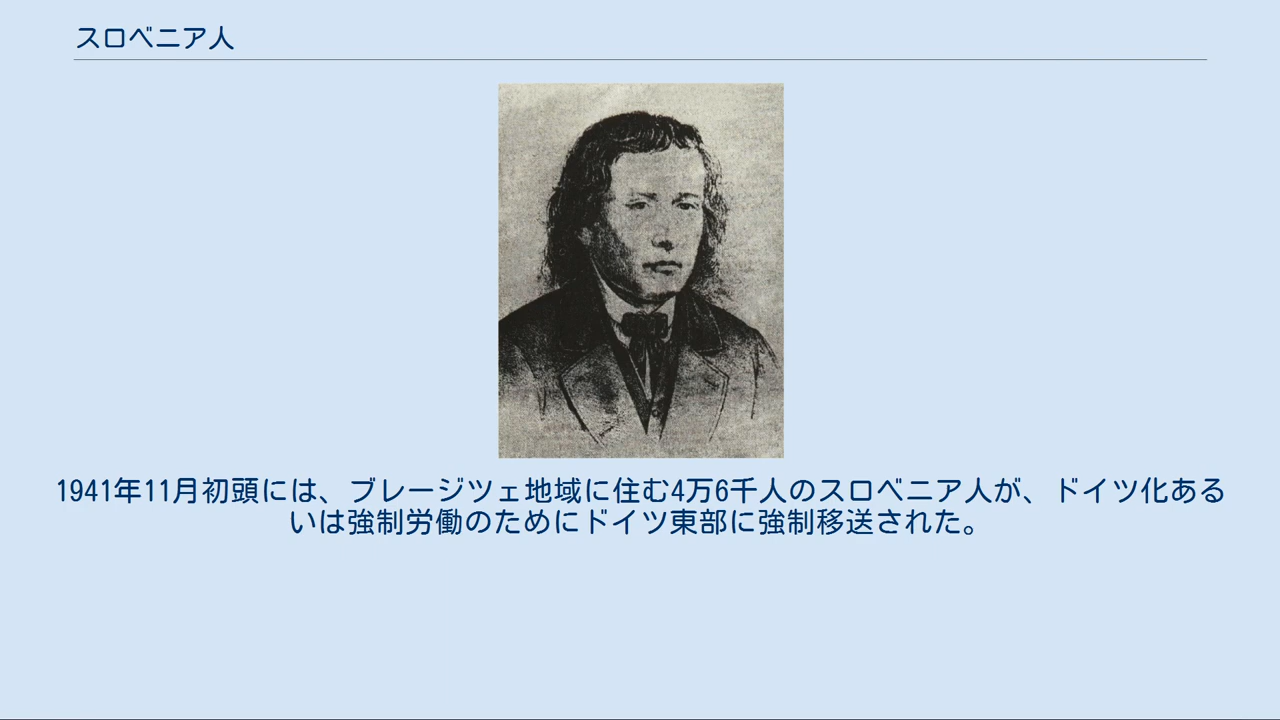 スロベニア人
1941年11月初頭には、ブレージツェ地域に住む4万6千人のスロベニア人が、ドイツ化ある
いは強制労働のためにドイツ東部に強制移送された。